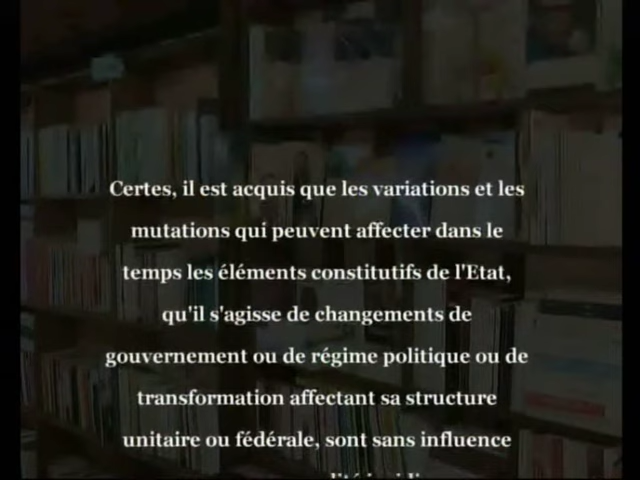 Certes, il est acquis que les variations et les
mutations qui peuvent affecter dans le
temps les éléments constitutifs de l'Etat,
qu'il s'agisse de changements de
gouvernement ou de régime politique ou de
transformation affectant sa structure
unitaire ou fédérale, sont sans influence